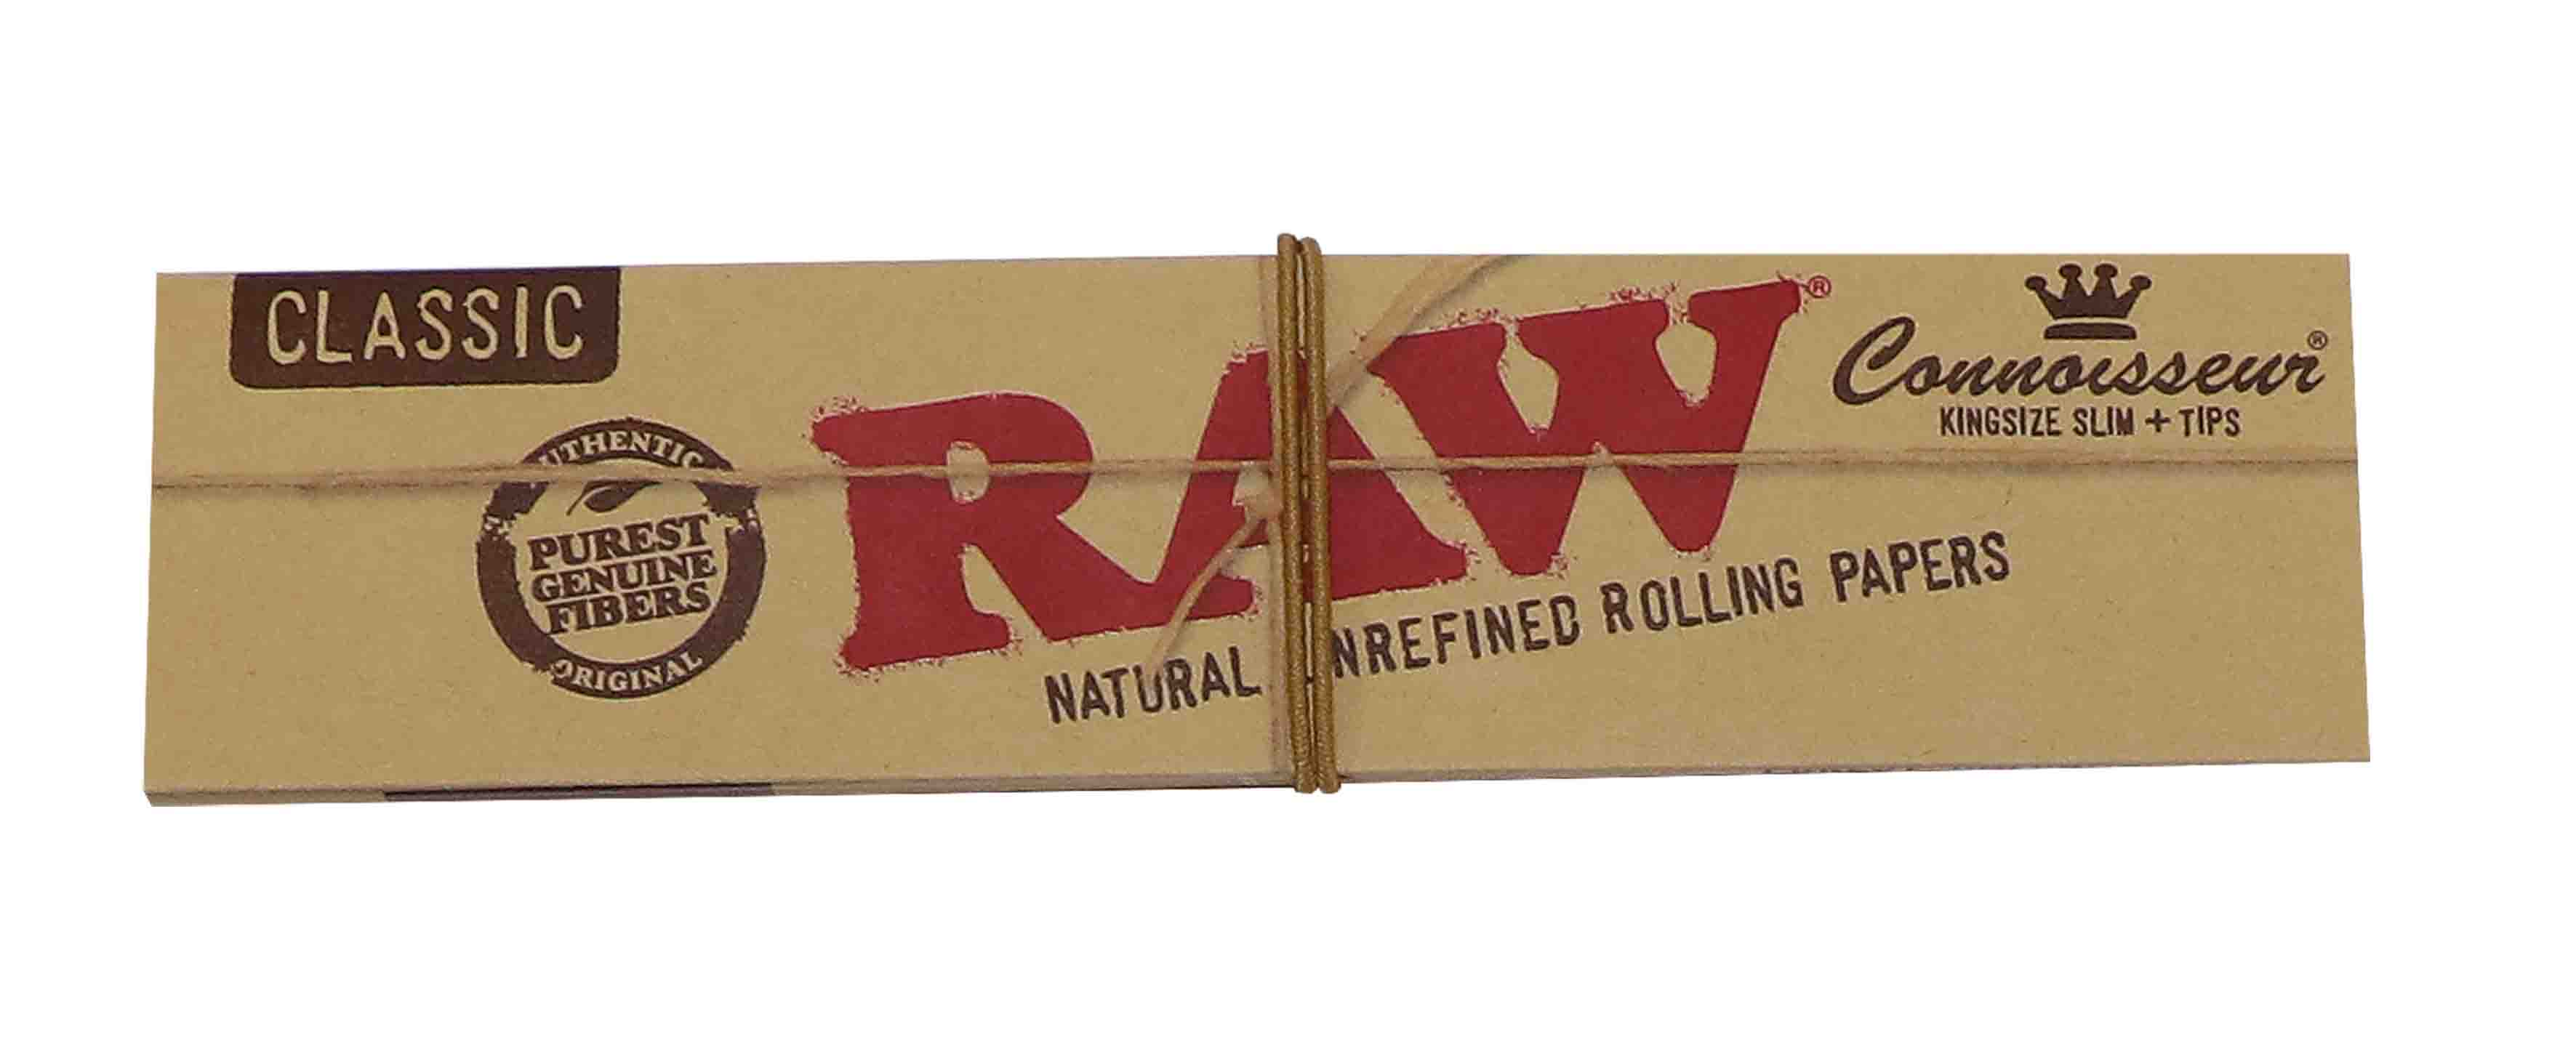 CLASSIC
AUTHENTIC
PUREST
GENUINE
FIBERS
ORIGINAL
RAW®
NATURAL UNREFINED ROLLING PAPERS
Connoisseur®
KINGSIZE SLIM + TIPS